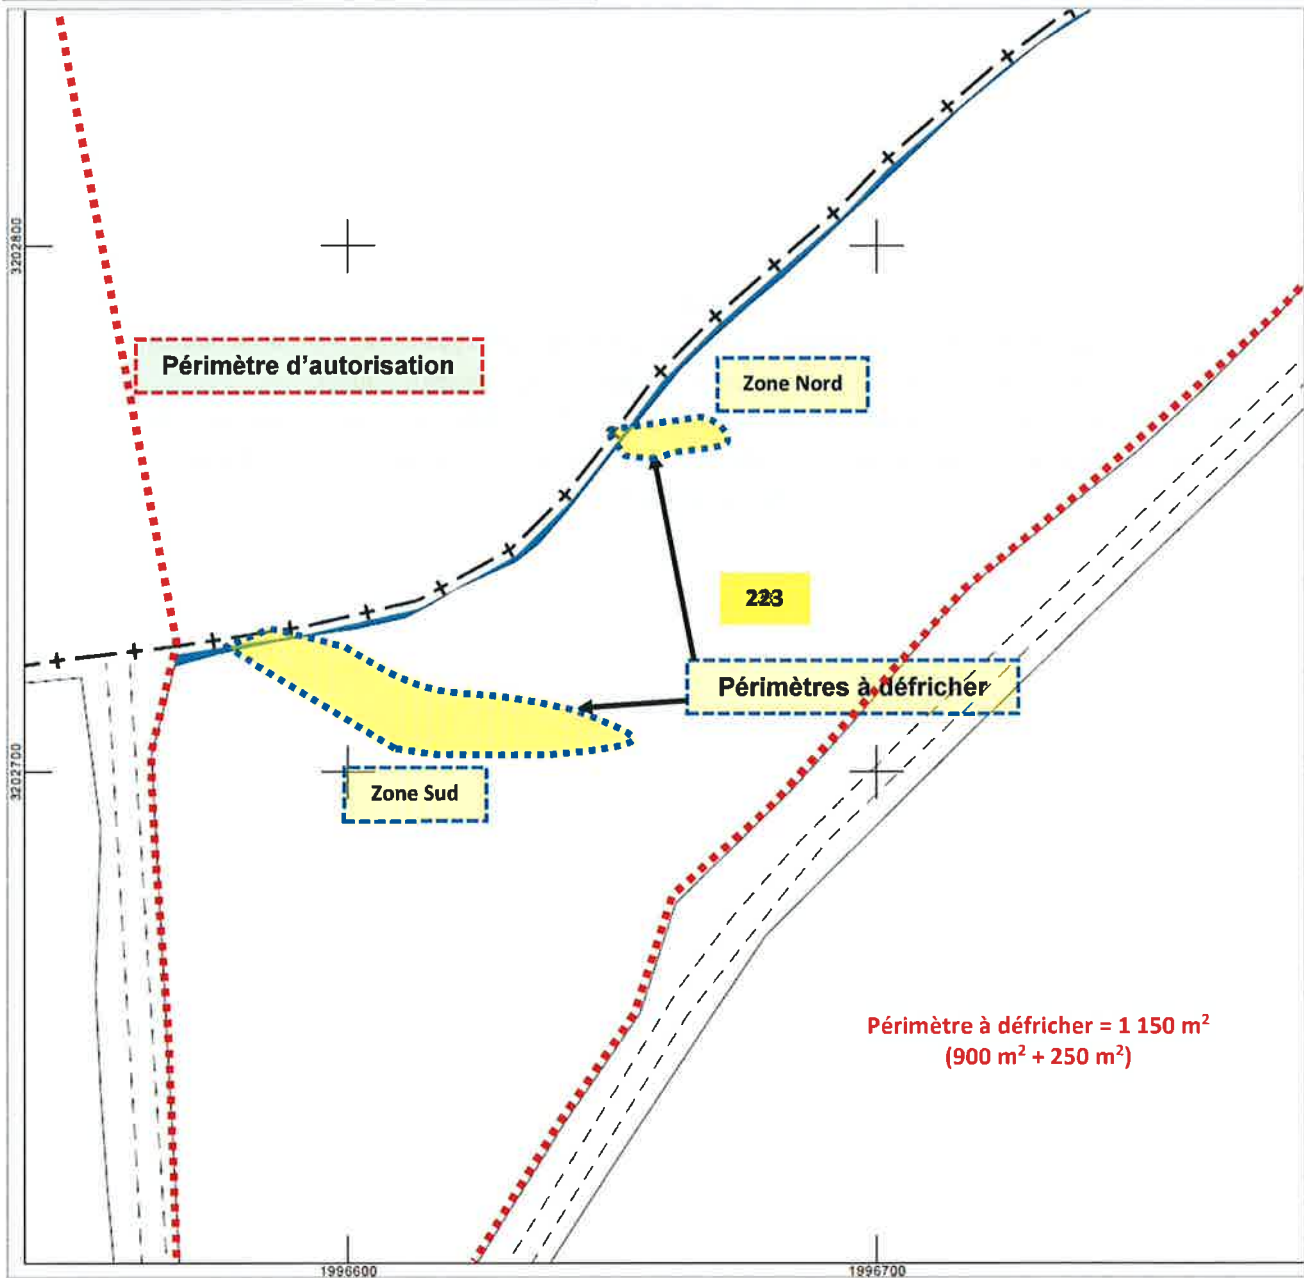 3202800
Périmètre d'autorisation
Zone Nord
223
Périmètres à défricher
3202700
Zone Sud
Périmètre à défricher = 1 150 m²
(900 m² + 250 m²)
1996600
1996700